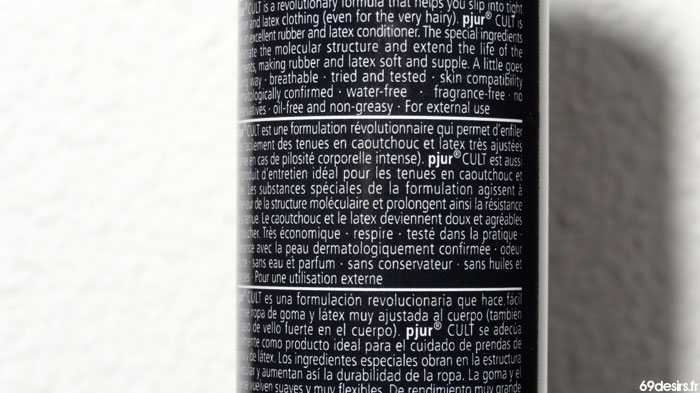 CULT is a revolutionary formula that helps you slip into tight
and latex clothing (even for the very hairy). pjur® CULT is
excellent rubber and latex conditioner. The special ingredients
the molecular structure and extend the life of the
making rubber and latex soft and supple. A little goes
way · breathable · tried and tested · skin compatibility
confirmed · water-free · fragrance-free · no
· oil-free and non-greasy · For external use
CULT est une formulation révolutionnaire qui permet d'enfiler
des tenues en caoutchouc et latex très ajustées
en cas de pilosité corporelle intense). pjur® CULT est aussi
d'entretien idéal pour les tenues en caoutchouc et
Les substances spéciales de la formulation agissent à
de la structure moléculaire et prolongent ainsi la résistance
Le caoutchouc et le latex deviennent doux et agréables
Très économique · respire · testé dans la pratique ·
avec la peau dermatologiquement confirmée · odeur
· sans eau et parfum · sans conservateur · sans huiles et
· Pour une utilisation externe
CULT es una formulación revolucionaria que hace fácil
ropa de goma y látex muy ajustada al cuerpo (también
de vello fuerte en el cuerpo). pjur® CULT se adecúa
como producto ideal para el cuidado de prendas de
y de látex. Los ingredientes especiales obran en la estructura
y aumentan así la durabilidad de la ropa. La goma y el
vuelven suaves y muy flexibles. De rendimiento muy grande
69desirs.fr